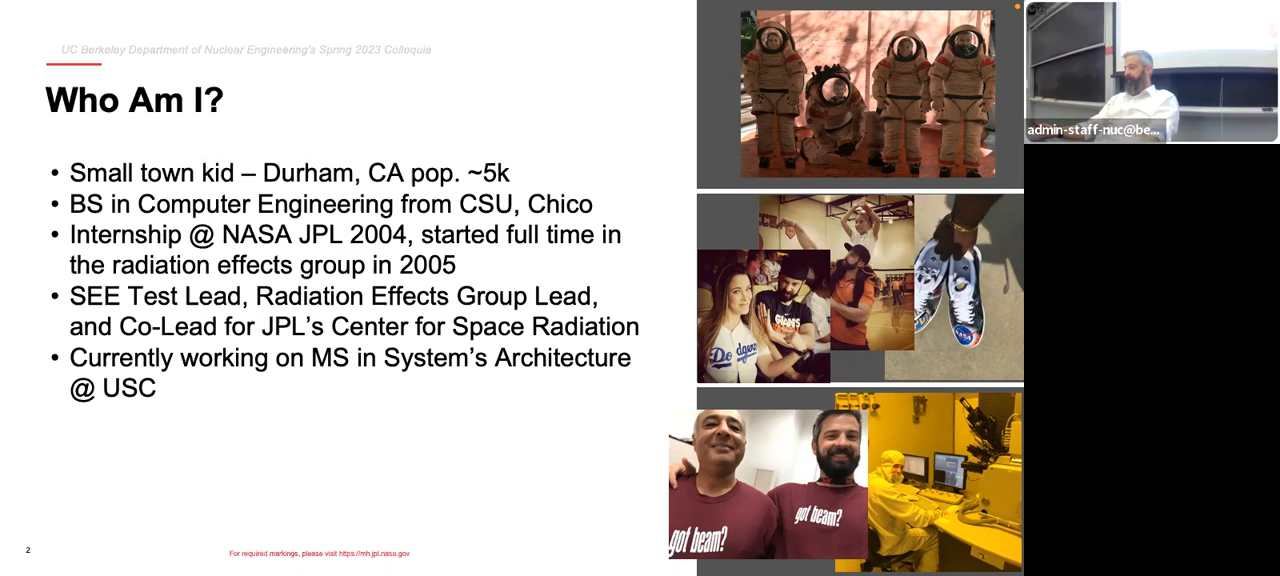 UC Berkeley Department of Nuclear Engineering's Spring 2023 Colloquia
Who Am I?
• Small town kid – Durham, CA pop. ~5k
• BS in Computer Engineering from CSU, Chico
• Internship @ NASA JPL 2004, started full time in
the radiation effects group in 2005
• SEE Test Lead, Radiation Effects Group Lead,
and Co-Lead for JPL's Center for Space Radiation
• Currently working on MS in System's Architecture
@ USC
2
For required markings, please visit https://mh.jpl.nasa.gov
Dodgers
GIANTS
NASA
got beam?
got beam?
admin-staff-nuc@be...